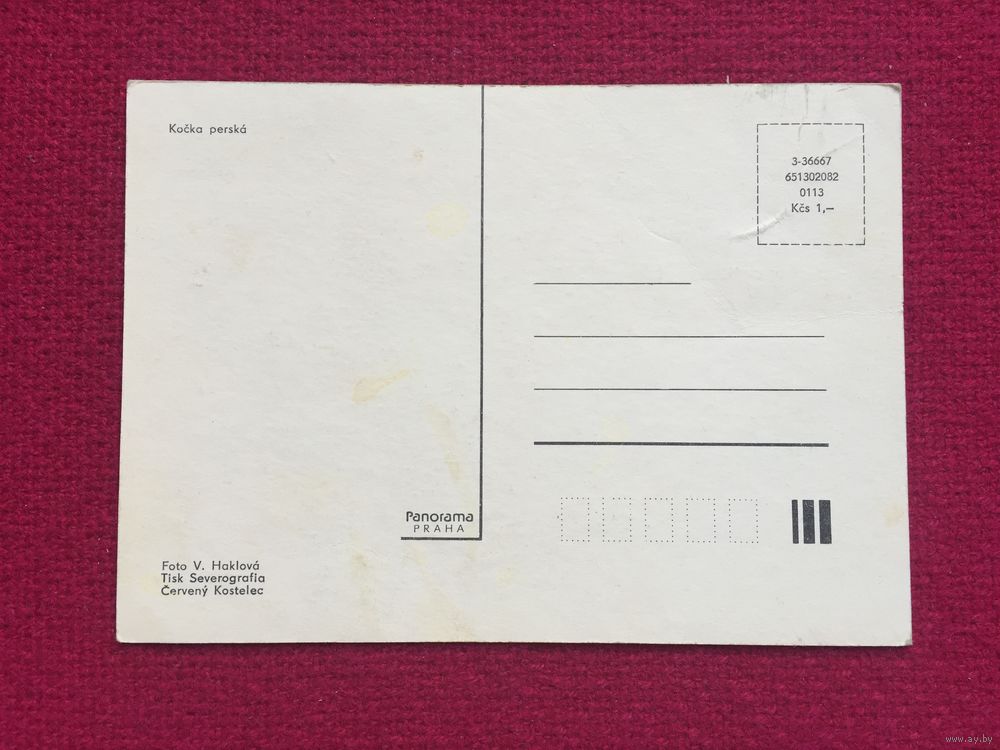 Kočka perská
3-36667
651302082
0113
Kčs 1,–
Panorama
PRAHA
Foto V. Haklová
Tisk Severografia
Červený Kostelec
www.ay.by